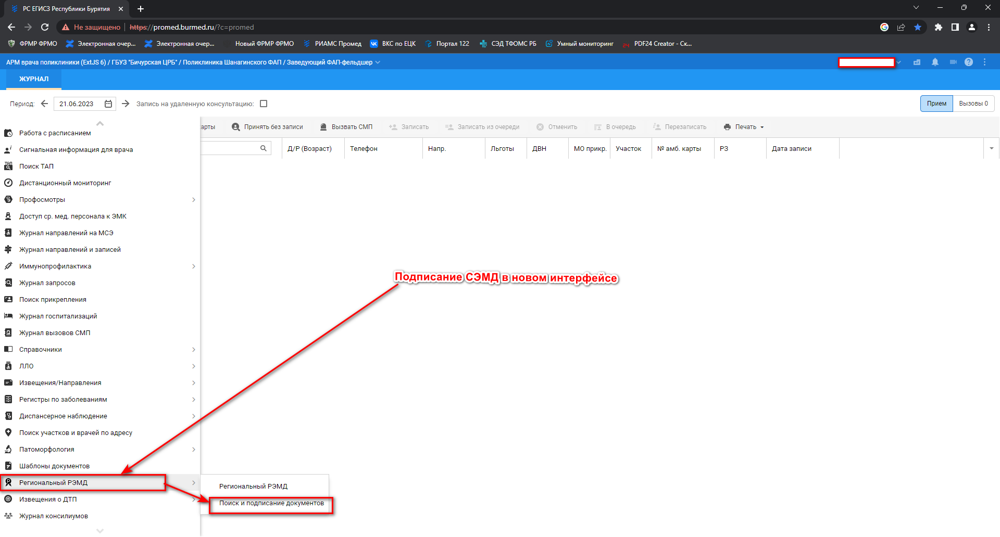 РС ЕГИСЗ Республики Бурятия
Не защищено https://promed.burmed.ru/?c=promed
ФРМР ФРМО Электронная очер... Электронная очер... Новый ФРМР ФРМО РИАМС Промед ВКС по ЕЦК Портал 122 СЭД ТФОМС РБ Умный мониторинг PDF24 Creator - Ск...
АРМ врача поликлиники (ExtJS 6) / ГБУЗ "Бичурская ЦРБ" / Поликлиника Шанагинского ФАП / Заведующий ФАП-фельдшер
ЖУРНАЛ
Период: 21.06.2023 Запись на удаленную консультацию: Прием Вызовы 0
арты Принять без записи Вызвать СМП Записать Записать из очереди Отменить В очередь Перезаписать Печать
Д/Р (Возраст) Телефон Напр. Льготы ДВН МО прикр. Участок № амб. карты РЗ Дата записи
Работа с расписанием
Сигнальная информация для врача
Поиск ТАП
Дистанционный мониторинг
Профосмотры
Доступ ср. мед. персонала к ЭМК
Журнал направлений на МСЭ
Журнал направлений и записей
Иммунопрофилактика
Журнал запросов
Поиск прикрепления
Журнал госпитализаций
Журнал вызовов СМП
Справочники
ЛЛО
Извещения/Направления
Регистры по заболеваниям
Диспансерное наблюдение
Поиск участков и врачей по адресу
Патоморфология
Шаблоны документов
Региональный РЭМД
Извещения о ДТП
Журнал консилиумов
Региональный РЭМД
Поиск и подписание документов
Подписание СЭМД в новом интерфейсе